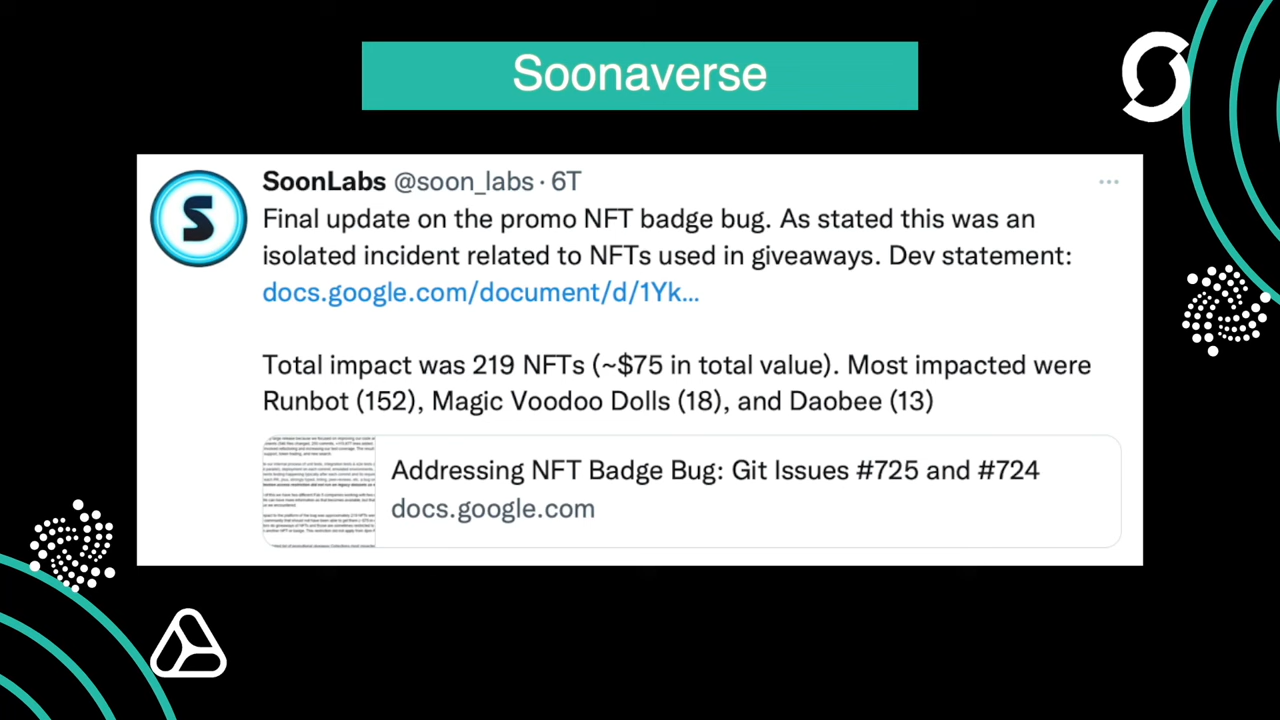 Soonaverse
SoonLabs @soon_labs · 6T
Final update on the promo NFT badge bug. As stated this was an
isolated incident related to NFTs used in giveaways. Dev statement:
docs.google.com/document/d/1Yk...
Total impact was 219 NFTs (~$75 in total value). Most impacted were
Runbot (152), Magic Voodoo Dolls (18), and Daobee (13)
Addressing NFT Badge Bug: Git Issues #725 and #724
docs.google.com